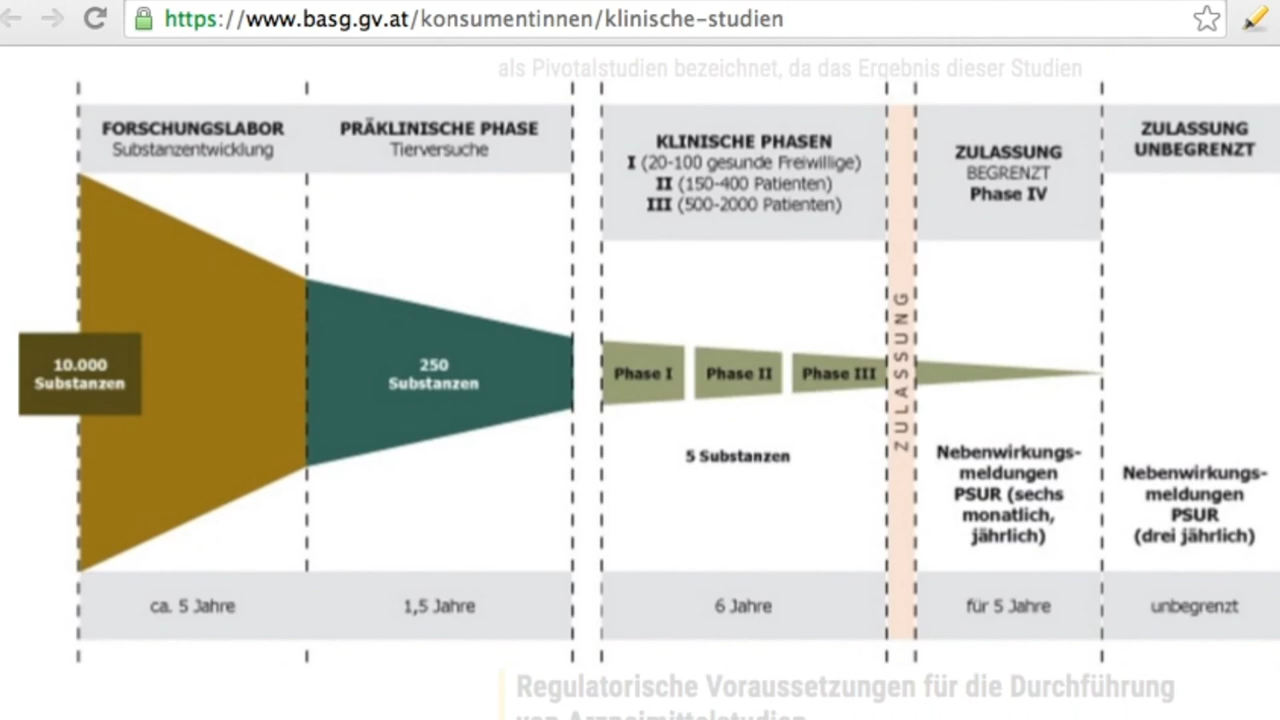 https://www.basg.gv.at/konsumentinnen/klinische-studien
als Pivotalstudien bezeichnet, da das Ergebnis dieser Studien
FORSCHUNGSLABOR
Substanzentwicklung
PRÄKLINISCHE PHASE
Tierversuche
KLINISCHE PHASEN
I (20-100 gesunde Freiwillige)
II (150-400 Patienten)
III (500-2000 Patienten)
ZULASSUNG
BEGRENZT
Phase IV
ZULASSUNG
UNBEGRENZT
10.000
Substanzen
250
Substanzen
Phase I
Phase II
Phase III
5 Substanzen
ZULASSUNG
Nebenwirkungs-
meldungen
PSUR (sechs
monatlich,
jährlich)
Nebenwirkungs-
meldungen
PSUR
(drei jährlich)
ca. 5 Jahre
1,5 Jahre
6 Jahre
für 5 Jahre
unbegrenzt
Regulatorische Voraussetzungen für die Durchführung
von Arzneimittelstudien